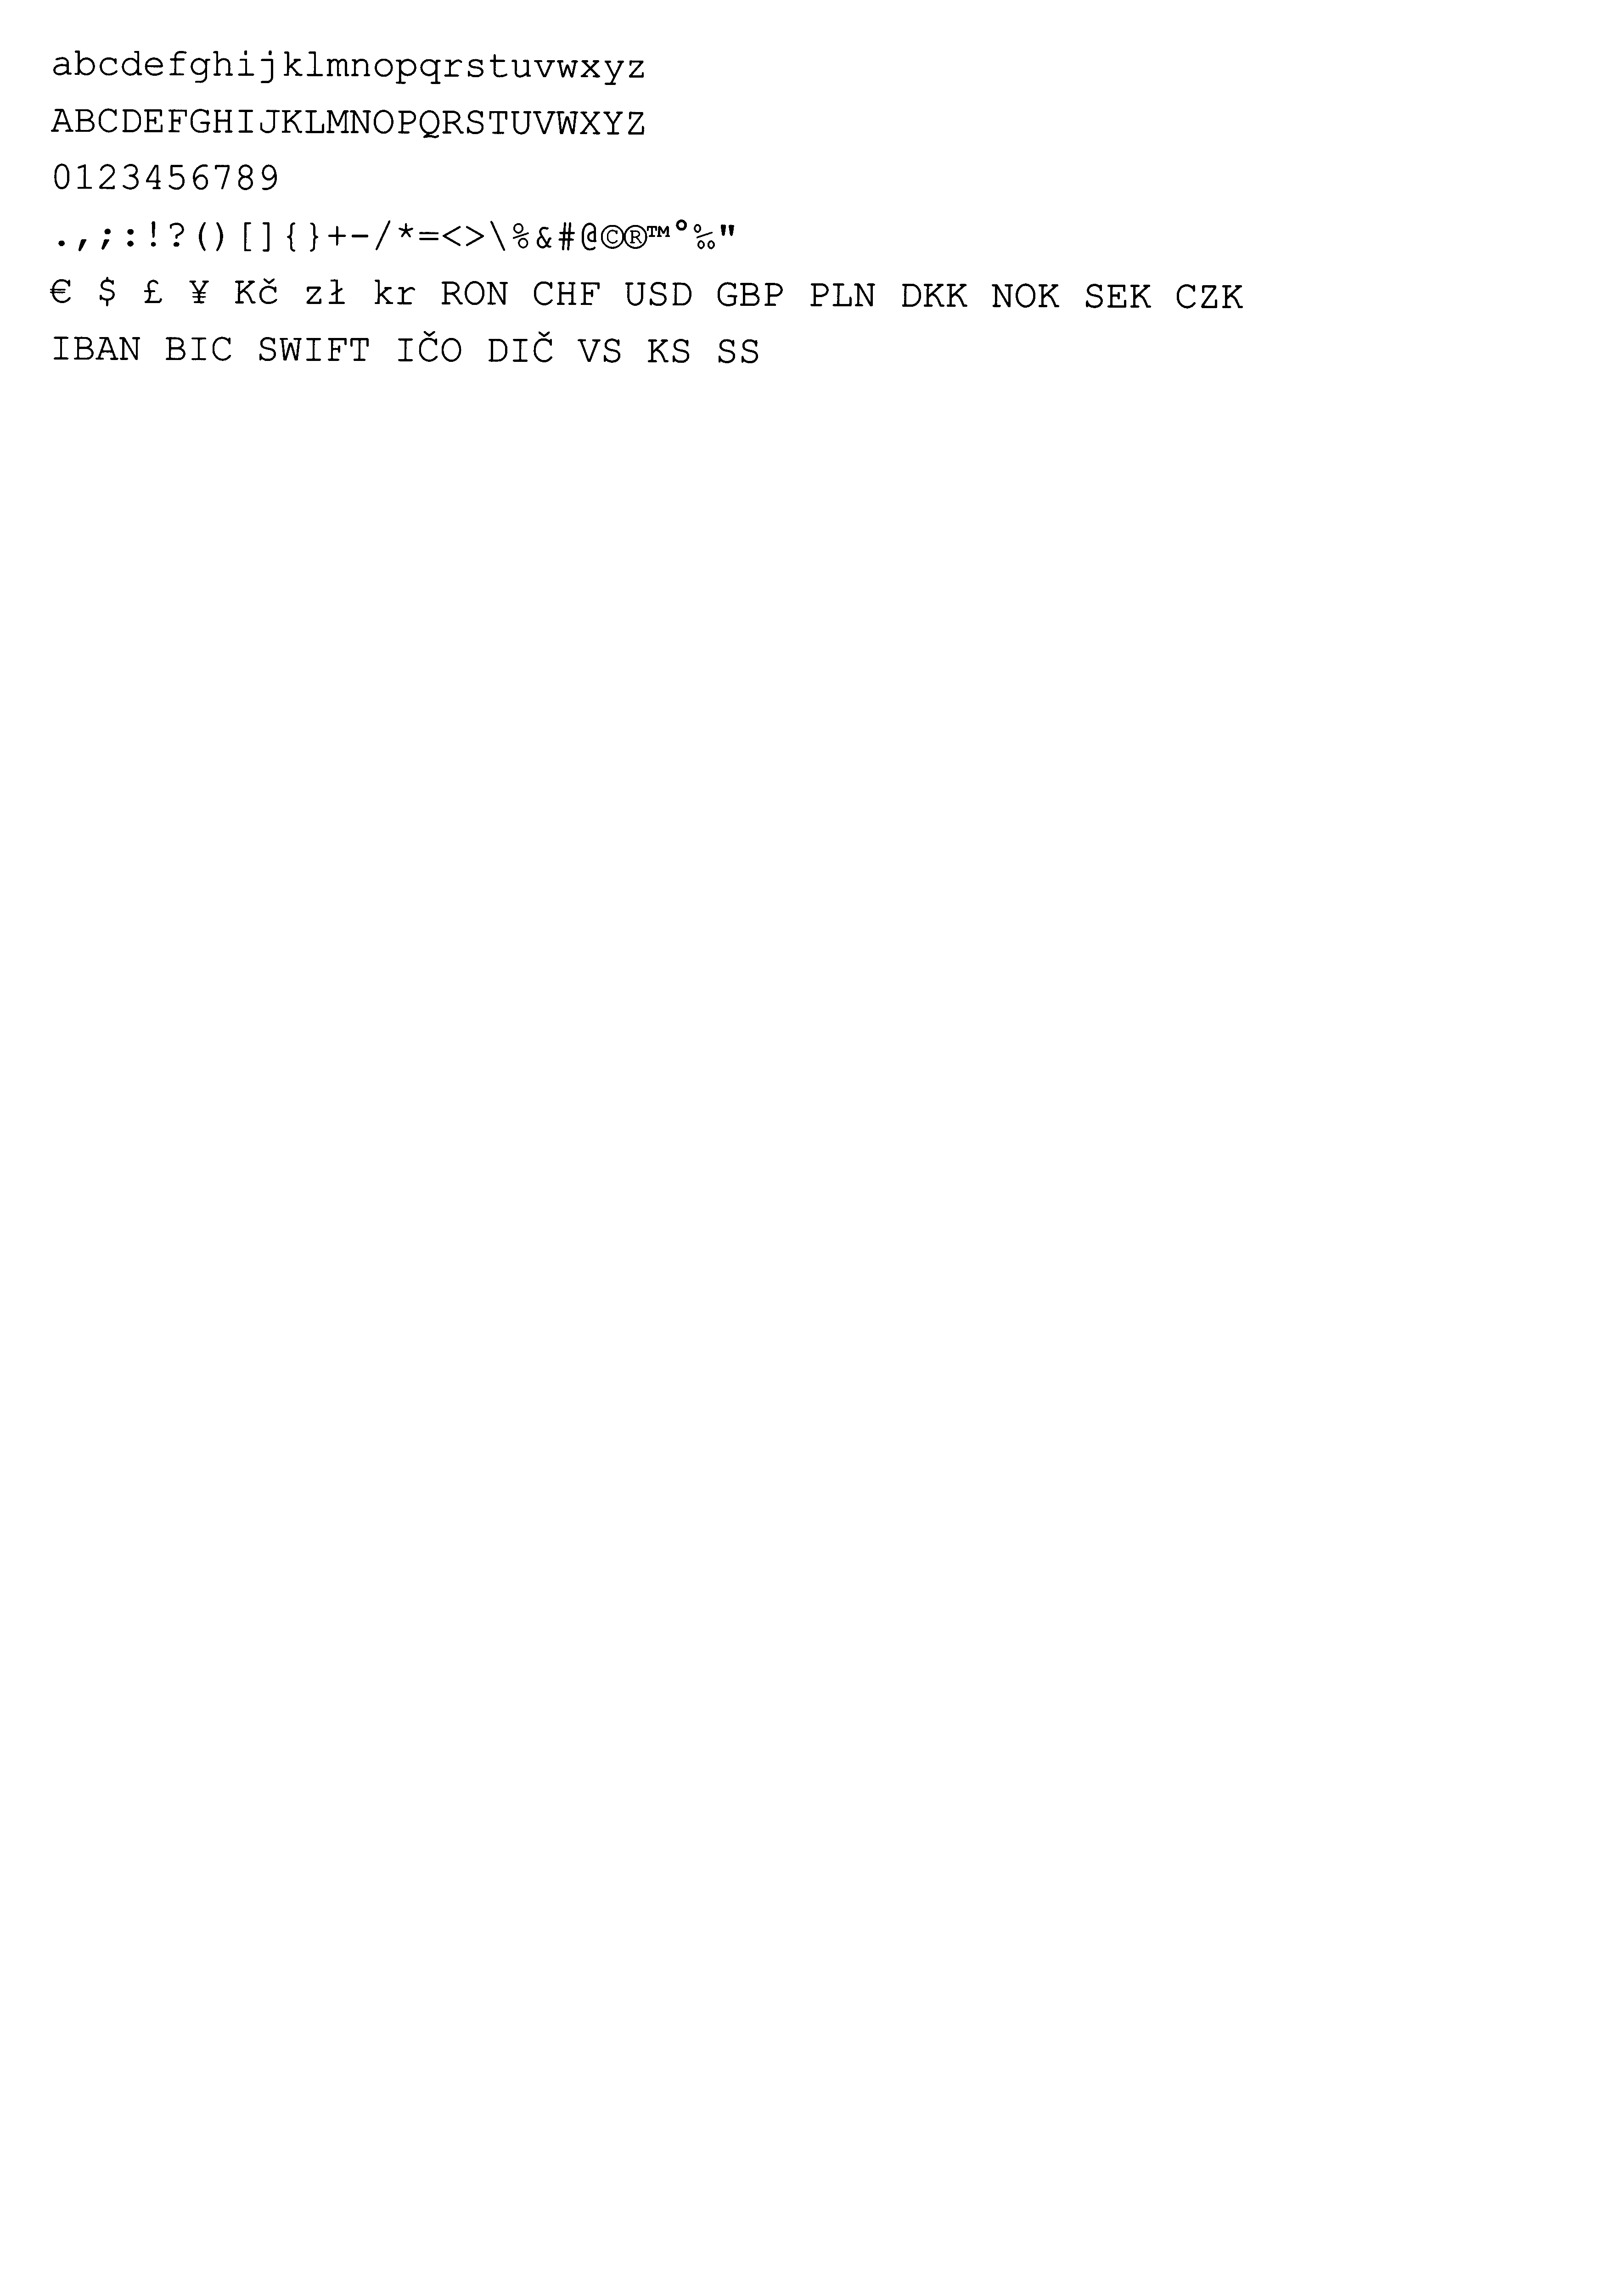 abcdefghijklmnopqrstuvwxyz
ABCDEFGHIJKLMNOPQRSTUVWXYZ
0123456789
.,;:!?()[]{}+-/*=<>\%&#@©®™°‰"
€ $ £ ¥ Kč zł kr RON CHF USD GBP PLN DKK NOK SEK CZK
IBAN BIC SWIFT IČO DIČ VS KS SS